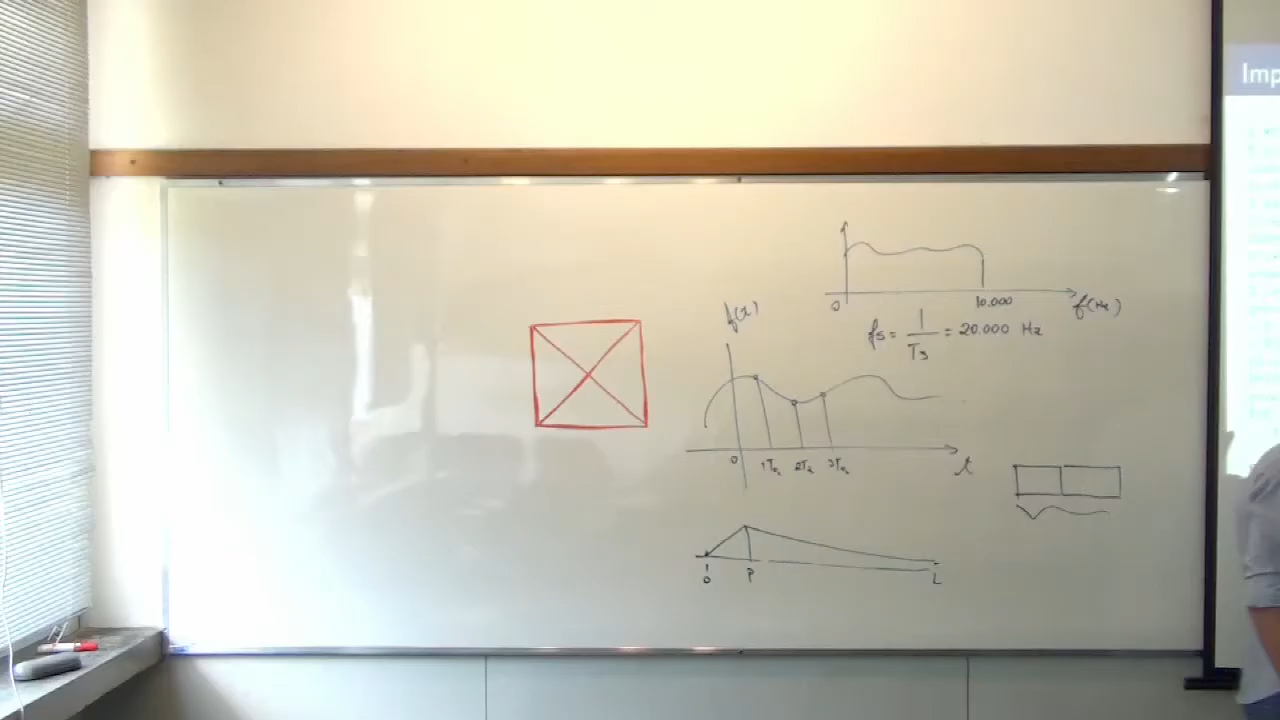 Imp
0
10.000
f(Hz)
fs = 1/Ts = 20.000 Hz
f(t)
0
1Ts
2Ts
3Ts
t
0
P
L